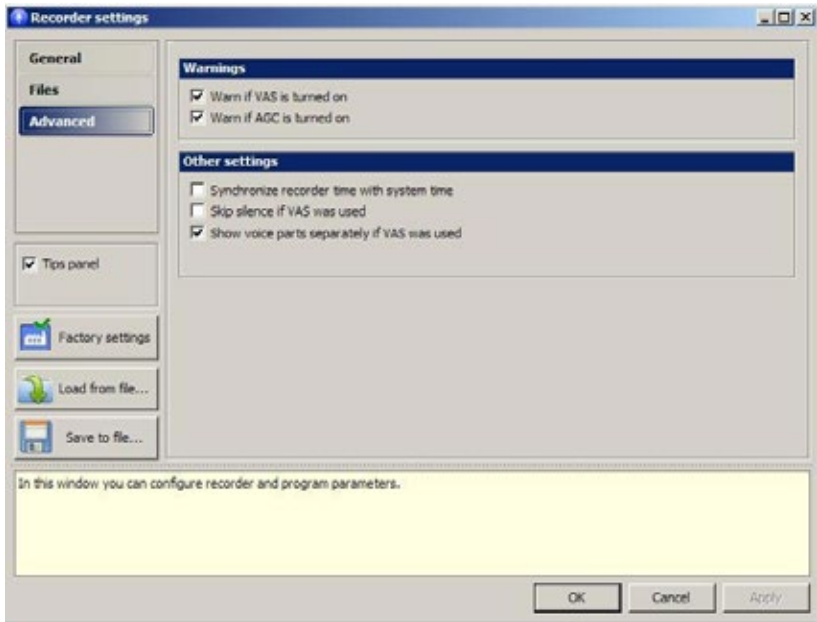 Recorder settings
General
Files
Advanced
Tips panel
Factory settings
Load from file...
Save to file...
Warnings
Warn if VAS is turned on
Warn if AGC is turned on
Other settings
Synchronize recorder time with system time
Skip silence if VAS was used
Show voice parts separately if VAS was used
In this window you can configure recorder and program parameters.
OK
Cancel
Apply